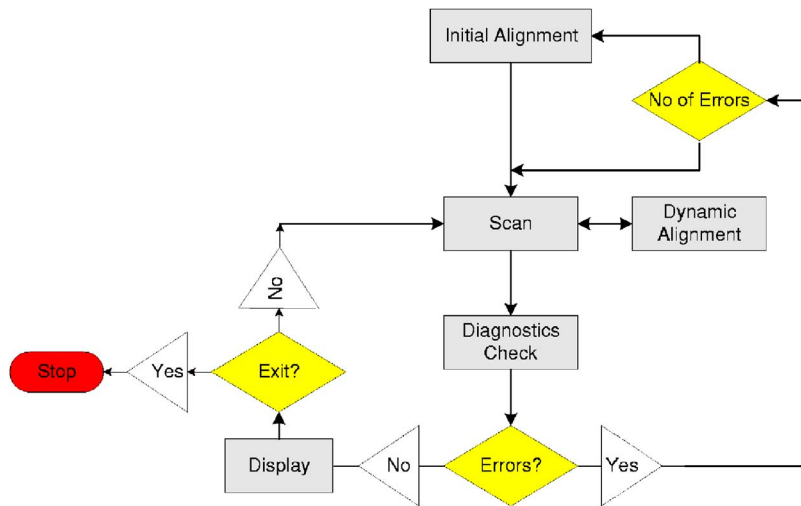 Initial Alignment
No of Errors
Scan
Dynamic
Alignment
No
Diagnostics
Check
Stop
Yes
Exit?
Display
No
Errors?
Yes